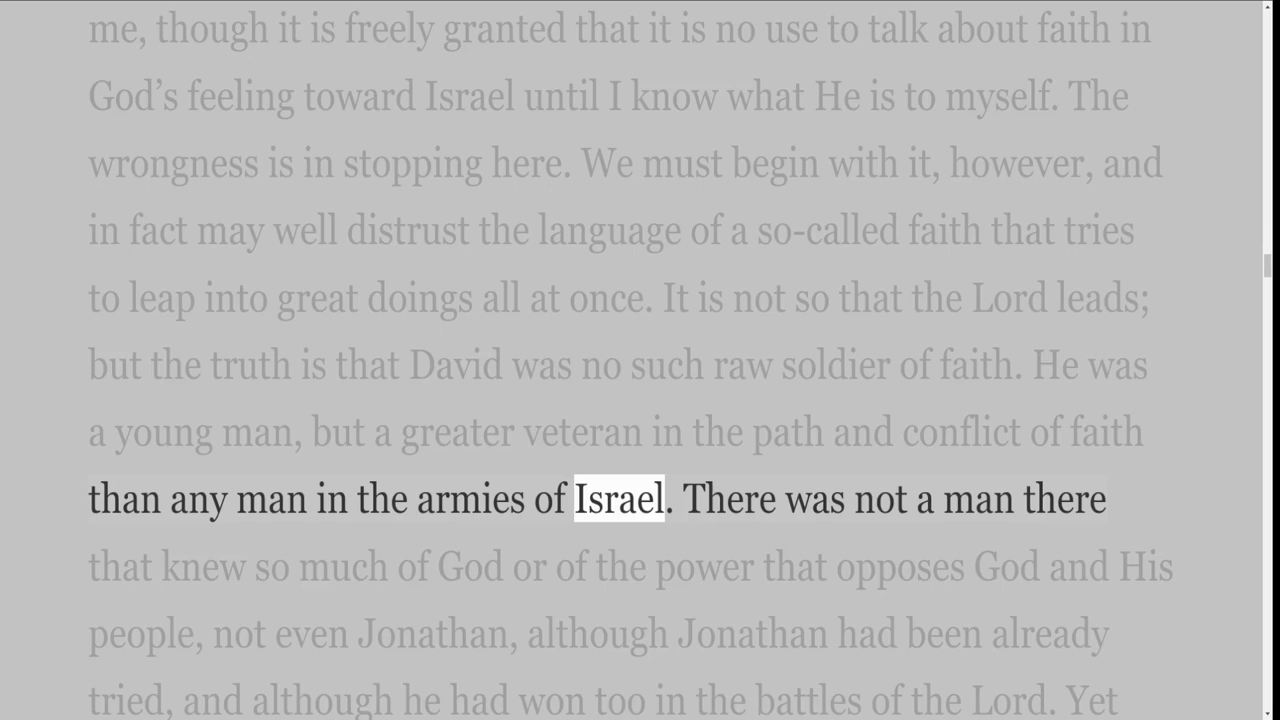 me, though it is freely granted that it is no use to talk about faith in
God’s feeling toward Israel until I know what He is to myself. The
wrongness is in stopping here. We must begin with it, however, and
in fact may well distrust the language of a so-called faith that tries
to leap into great doings all at once. It is not so that the Lord leads;
but the truth is that David was no such raw soldier of faith. He was
a young man, but a greater veteran in the path and conflict of faith
than any man in the armies of Israel. There was not a man there
that knew so much of God or of the power that opposes God and His
people, not even Jonathan, although Jonathan had been already
tried, and although he had won too in the battles of the Lord. Yet